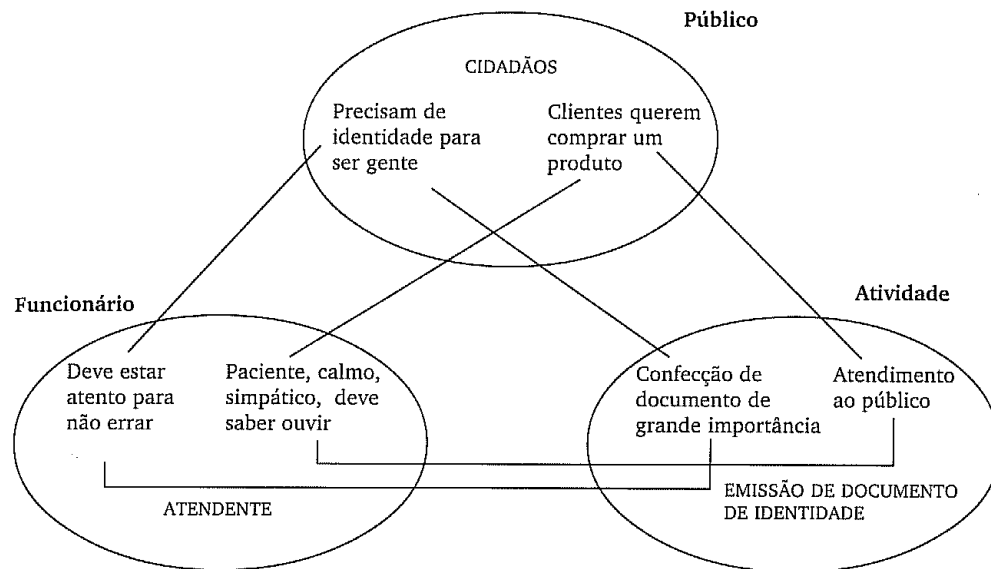 Público
CIDADÃOS
Precisam de
identidade para
ser gente
Clientes querem
comprar um
produto
Funcionário
Deve estar
atento para
não errar
Paciente, calmo,
simpático, deve
saber ouvir
ATENDENTE
Atividade
Confecção de
documento de
grande importância
Atendimento
ao público
EMISSÃO DE DOCUMENTO
DE IDENTIDADE